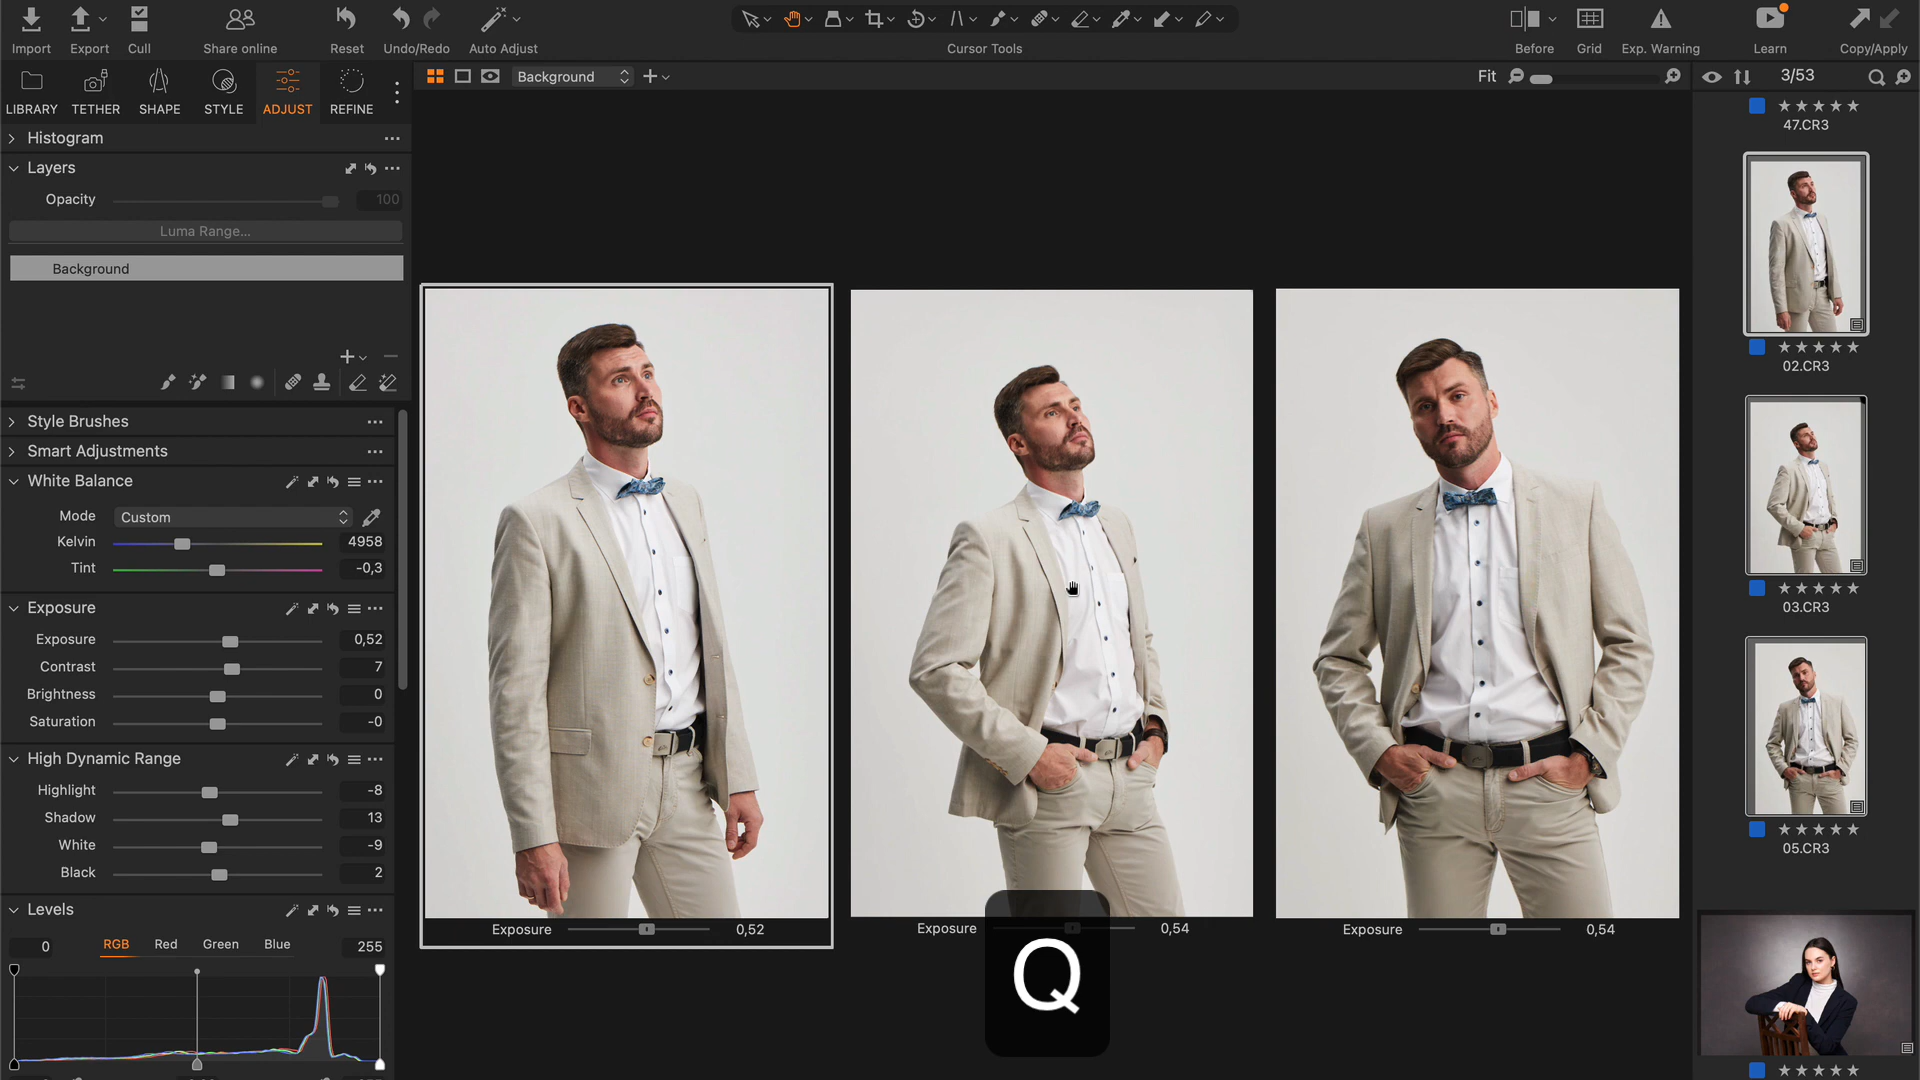 Import
Export
Cull
Share online
Reset
Undo/Redo
Auto Adjust
Cursor Tools
Before
Grid
Exp. Warning
Learn
Copy/Apply
LIBRARY
TETHER
SHAPE
STYLE
ADJUST
REFINE
Background
Fit
3/53
47.CR3
Histogram
Layers
Opacity 100
Luma Range...
Background
02.CR3
Style Brushes
Smart Adjustments
White Balance
Mode Custom
Kelvin 4958
Tint -0,3
03.CR3
Exposure
Exposure 0,52
Contrast 7
Brightness 0
Saturation -0
High Dynamic Range
Highlight -8
Shadow 13
White -9
Black 2
05.CR3
Levels
0 RGB Red Green Blue 255
Exposure 0,52
Exposure 0,54
Exposure 0,54
Q